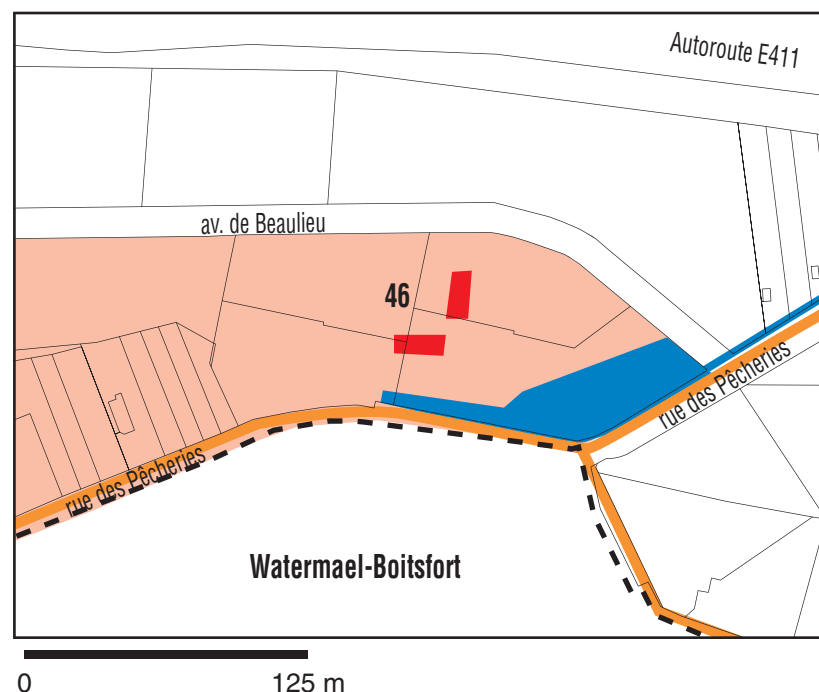 Autoroute E411
av. de Beaulieu
46
rue des Pêcheries
rue des Pêcheries
Watermael-Boitsfort
0 125 m